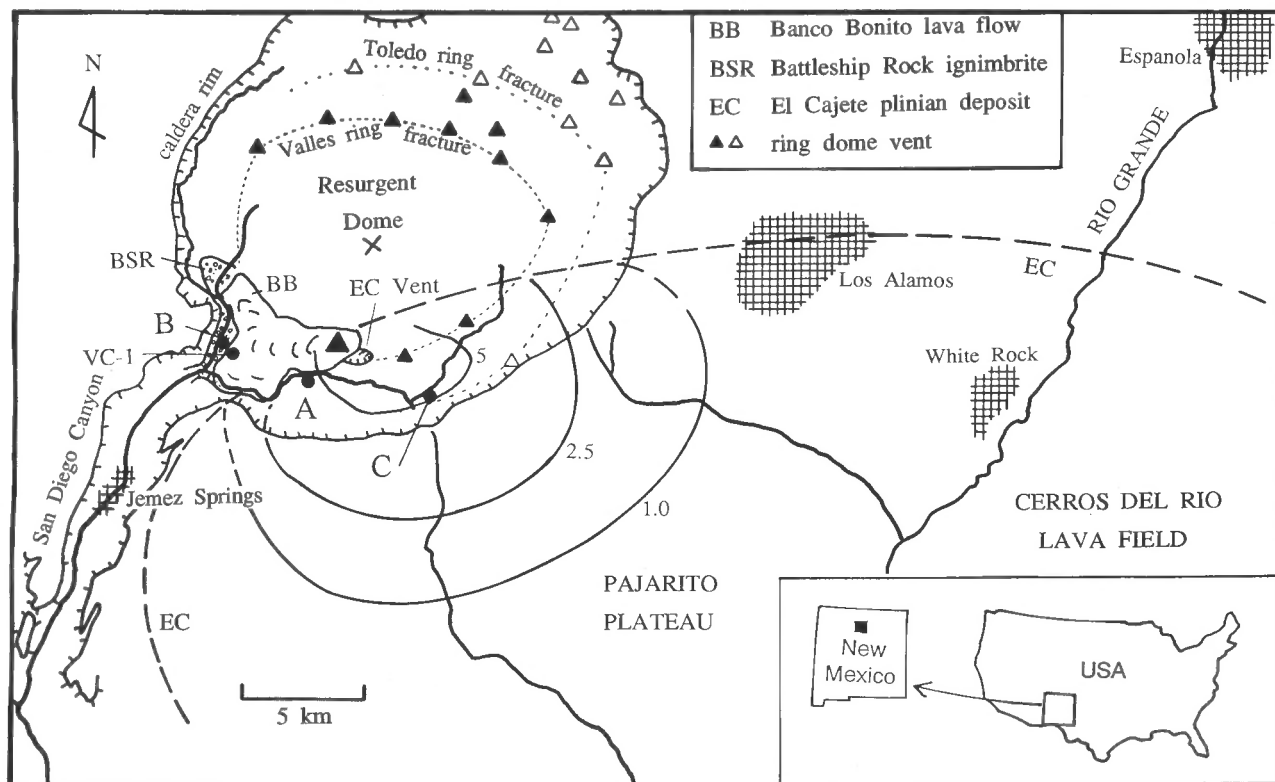 BB Banco Bonito lava flow
BSR Battleship Rock ignimbrite
EC El Cajete plinian deposit
ring dome vent
Espanola
N
caldera rim
Toledo ring fracture
Valles ring fracture
Resurgent
Dome
RIO GRANDE
BSR
BB
EC Vent
EC
Los Alamos
B
VC-1
A
5
C
White Rock
San Diego Canyon
2.5
Jemez Springs
1.0
CERROS DEL RIO
LAVA FIELD
EC
PAJARITO
PLATEAU
5 km
New
Mexico
USA